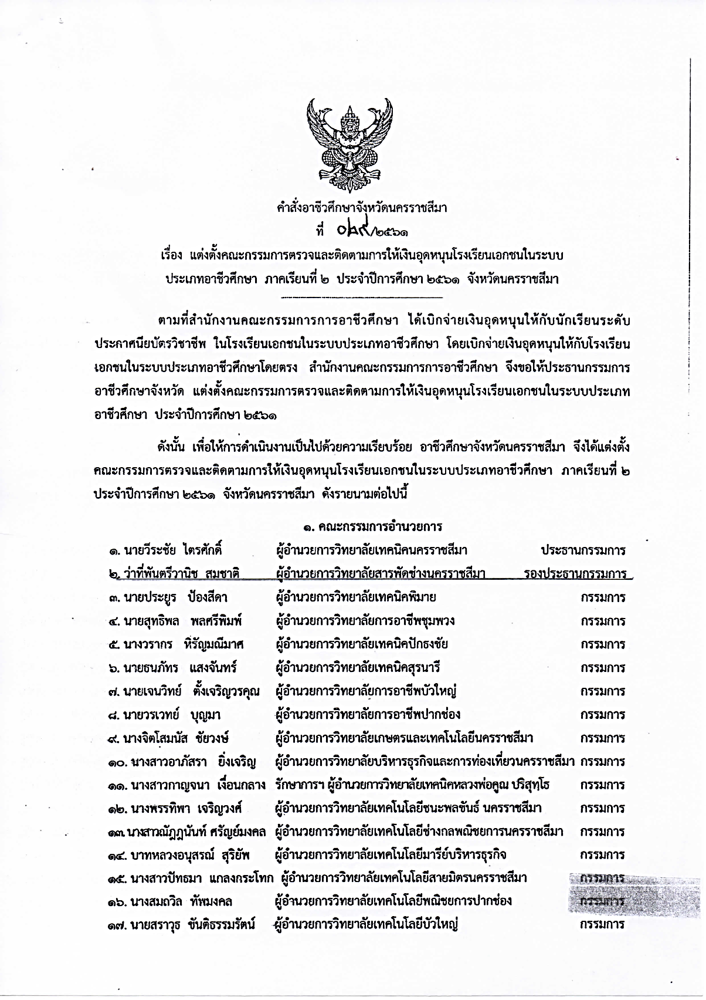 คำสั่งอาชีวศึกษาจังหวัดนครราชสีมา
ที่ ๐๒๙/๒๕๖๑
เรื่อง แต่งตั้งคณะกรรมการตรวจและติดตามการให้เงินอุดหนุนโรงเรียนเอกชนในระบบ
ประเภทอาชีวศึกษา ภาคเรียนที่ ๒ ประจำปีการศึกษา ๒๕๖๑ จังหวัดนครราชสีมา
ตามที่สำนักงานคณะกรรมการการอาชีวศึกษา ได้เบิกจ่ายเงินอุดหนุนให้กับนักเรียนระดับ
ประกาศนียบัตรวิชาชีพ ในโรงเรียนเอกชนในระบบประเภทอาชีวศึกษา โดยเบิกจ่ายเงินอุดหนุนให้กับโรงเรียน
เอกชนในระบบประเภทอาชีวศึกษาโดยตรง สำนักงานคณะกรรมการการอาชีวศึกษา จึงขอให้ประธานกรรมการ
อาชีวศึกษาจังหวัด แต่งตั้งคณะกรรมการตรวจและติดตามการให้เงินอุดหนุนโรงเรียนเอกชนในระบบประเภท
อาชีวศึกษา ประจำปีการศึกษา ๒๕๖๑
ดังนั้น เพื่อให้การดำเนินงานเป็นไปด้วยความเรียบร้อย อาชีวศึกษาจังหวัดนครราชสีมา จึงได้แต่งตั้ง
คณะกรรมการตรวจและติดตามการให้เงินอุดหนุนโรงเรียนเอกชนในระบบประเภทอาชีวศึกษา ภาคเรียนที่ ๒
ประจำปีการศึกษา ๒๕๖๑ จังหวัดนครราชสีมา ดังรายนามต่อไปนี้
๑. คณะกรรมการอำนวยการ
๑. นายวีระชัย ไตรศักดิ์ ผู้อำนวยการวิทยาลัยเทคนิคนครราชสีมา ประธานกรรมการ
๒. ว่าที่พันตรีวานิช สมชาติ ผู้อำนวยการวิทยาลัยสารพัดช่างนครราชสีมา รองประธานกรรมการ
๓. นายประยูร ป้องสีดา ผู้อำนวยการวิทยาลัยเทคนิคพิมาย กรรมการ
๔. นายสุทธิพล พลศรีพิมพ์ ผู้อำนวยการวิทยาลัยการอาชีพชุมพวง กรรมการ
๕. นางวรากร หิรัญมณีมาศ ผู้อำนวยการวิทยาลัยเทคนิคปักธงชัย กรรมการ
๖. นายธนภัทร แสงจันทร์ ผู้อำนวยการวิทยาลัยเทคนิคสุรนารี กรรมการ
๗. นายเจนวิทย์ ตั้งเจริญวรคุณ ผู้อำนวยการวิทยาลัยการอาชีพบัวใหญ่ กรรมการ
๘. นายวรเวทย์ บุญมา ผู้อำนวยการวิทยาลัยการอาชีพปากช่อง กรรมการ
๙. นางจิตโสมนัส ชัยวงษ์ ผู้อำนวยการวิทยาลัยเกษตรและเทคโนโลยีนครราชสีมา กรรมการ
๑๐. นางสาวอาภัสรา ยิ่งเจริญ ผู้อำนวยการวิทยาลัยบริหารธุรกิจและการท่องเที่ยวนครราชสีมา กรรมการ
๑๑. นางสาวกาญจนา เงื่อนกลาง รักษาการฯ ผู้อำนวยการวิทยาลัยเทคนิคหลวงพ่อคูณ ปริสุทฺโธ กรรมการ
๑๒. นางพรรทิพา เจริญวงศ์ ผู้อำนวยการวิทยาลัยเทคโนโลยีชนะพลขันธ์ นครราชสีมา กรรมการ
๑๓. นางสาวณัฏฏนันท์ ศรัญย์มงคล ผู้อำนวยการวิทยาลัยเทคโนโลยีช่างกลพณิชยการนครราชสีมา กรรมการ
๑๔. บาทหลวงอนุสรณ์ สุริยัพ ผู้อำนวยการวิทยาลัยเทคโนโลยีมารีย์บริหารธุรกิจ กรรมการ
๑๕. นางสาวปัทธมา แกลงกระโทก ผู้อำนวยการวิทยาลัยเทคโนโลยีสายมิตรนครราชสีมา กรรมการ
๑๖. นางสมถวิล ทัพมงคล ผู้อำนวยการวิทยาลัยเทคโนโลยีพณิชยการปากช่อง กรรมการ
๑๗. นายสราวุธ ขันติธรรมรัตน์ ผู้อำนวยการวิทยาลัยเทคโนโลยีบัวใหญ่ กรรมการ